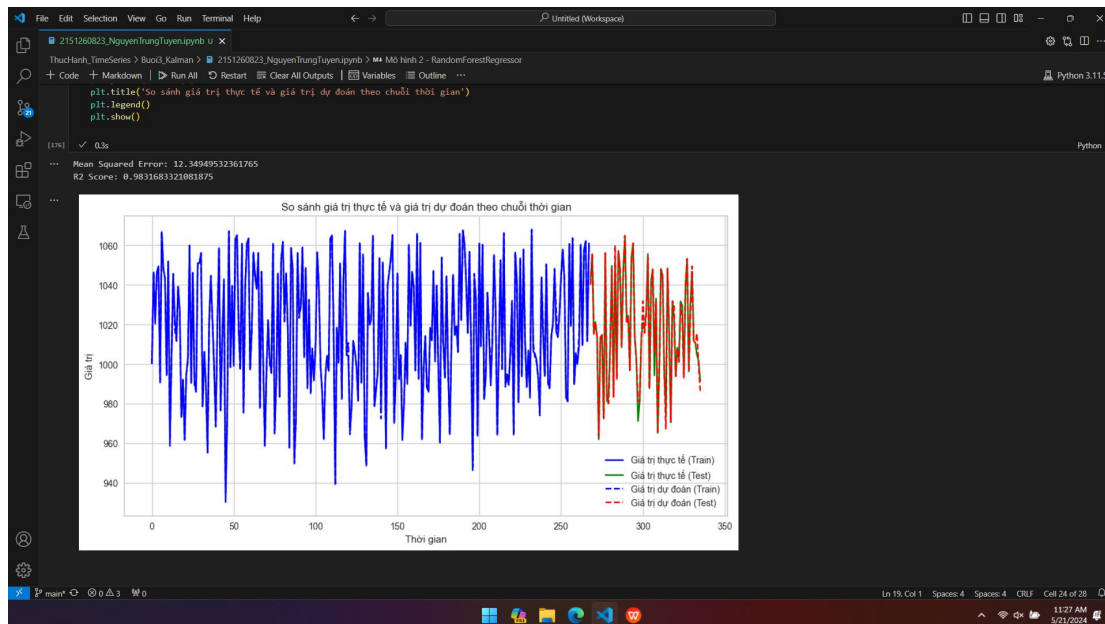 File Edit Selection View Go Run Terminal Help
Untitled (Workspace)
2151260823_NguyenTrungTuyen.ipynb U
ThucHanh_TimeSeries > Buoi3_Kalman > 2151260823_NguyenTrungTuyen.ipynb > M↓ Mô hình 2 - RandomForestRegressor
+ Code + Markdown Run All Restart Clear All Outputs Variables Outline ...
Python 3.11.5
plt.title('So sánh giá trị thực tế và giá trị dự đoán theo chuỗi thời gian')
plt.legend()
plt.show()
[176] ✓ 0.3s
Python
... Mean Squared Error: 12.34949532361765
R2 Score: 0.9831683321081875
...
21
So sánh giá trị thực tế và giá trị dự đoán theo chuỗi thời gian
1060
1040
1020
1000
980
960
940
Giá trị
Giá trị thực tế (Train)
Giá trị thực tế (Test)
Giá trị dự đoán (Train)
Giá trị dự đoán (Test)
0 50 100 150 200 250 300 350
Thời gian
main* 0 3 0
Ln 19, Col 1 Spaces: 4 Spaces: 4 CRLF Cell 24 of 28
11:27 AM
5/21/2024